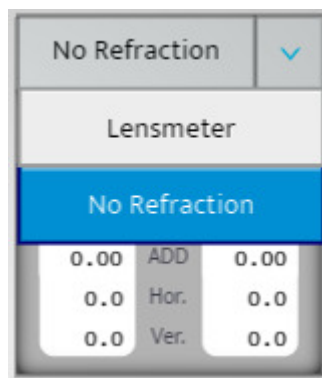 No Refraction
Lensmeter
No Refraction
0.00 ADD 0.00
0.0 Hor. 0.0
0.0 Ver. 0.0